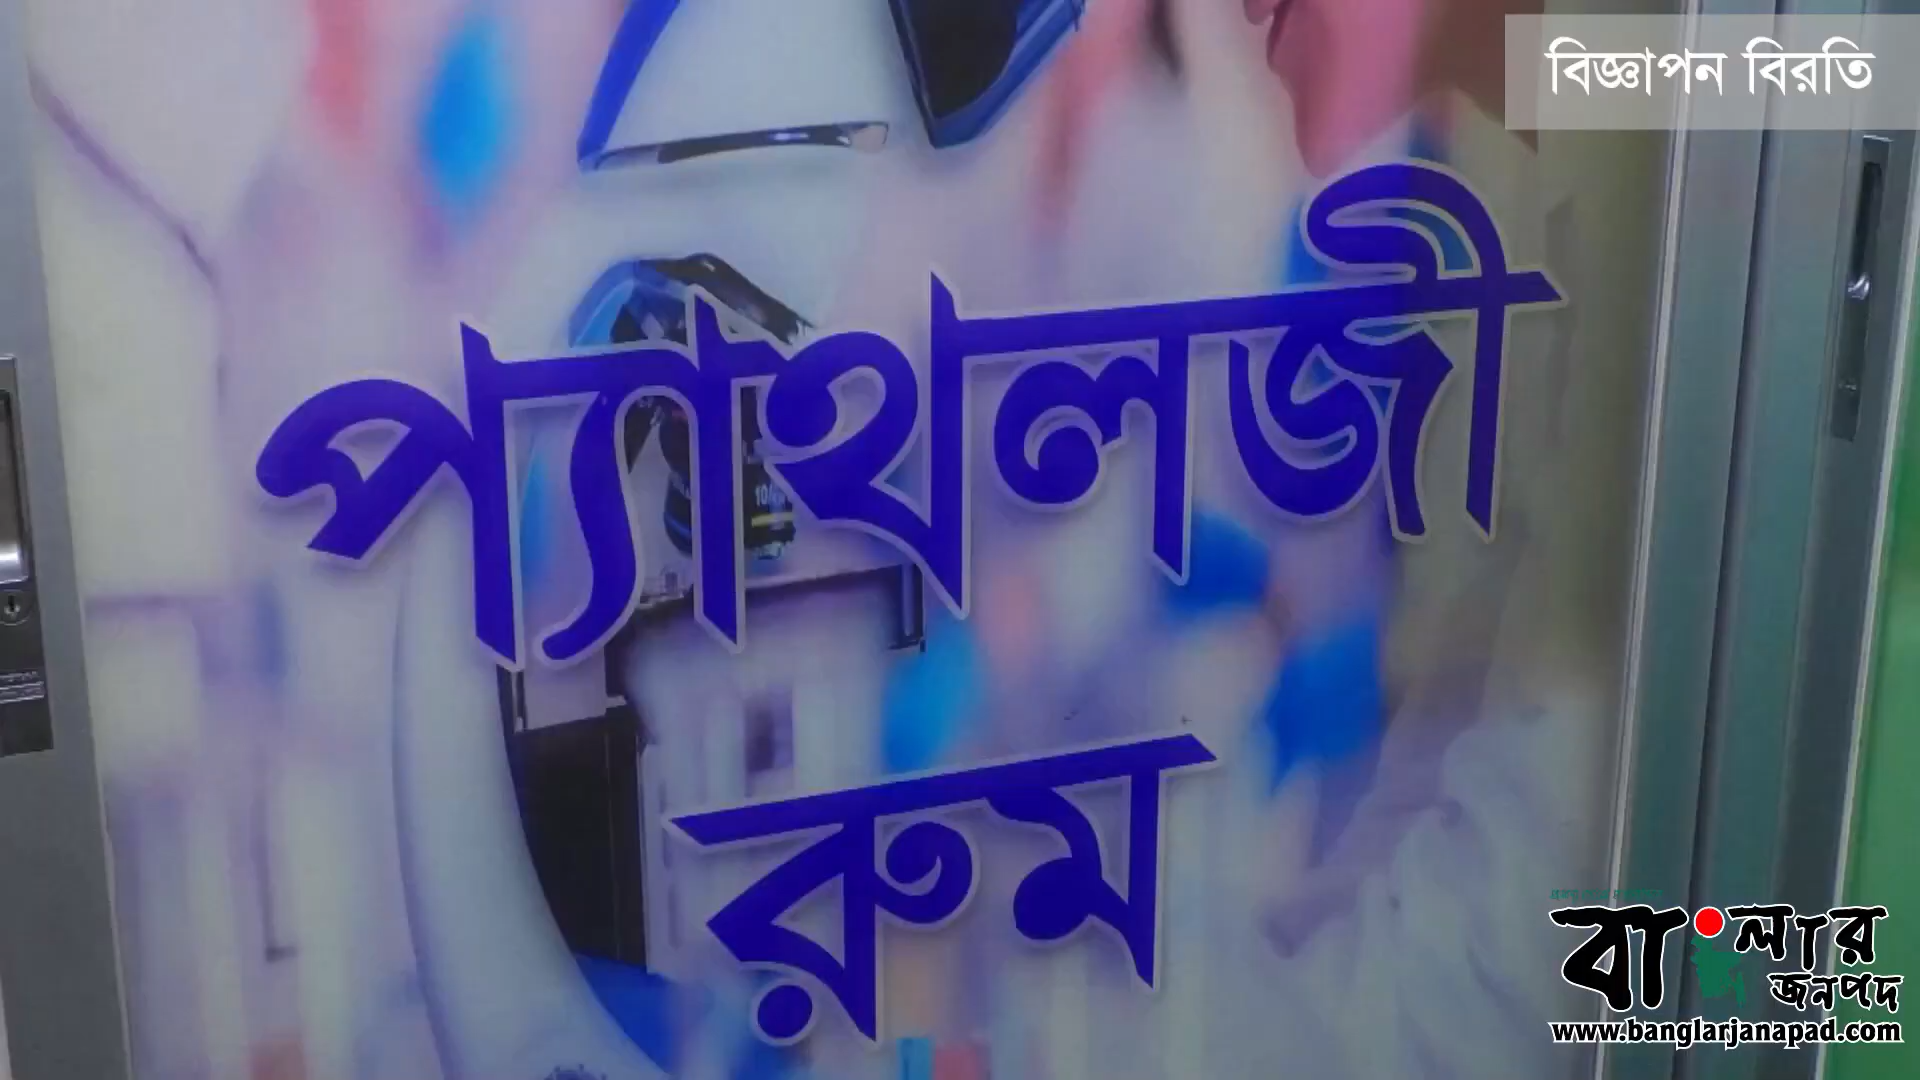 বিজ্ঞাপন বিরতি
প্যাথলজী
রুম
বাংলার
জনপদ
www.banglarjanapad.com